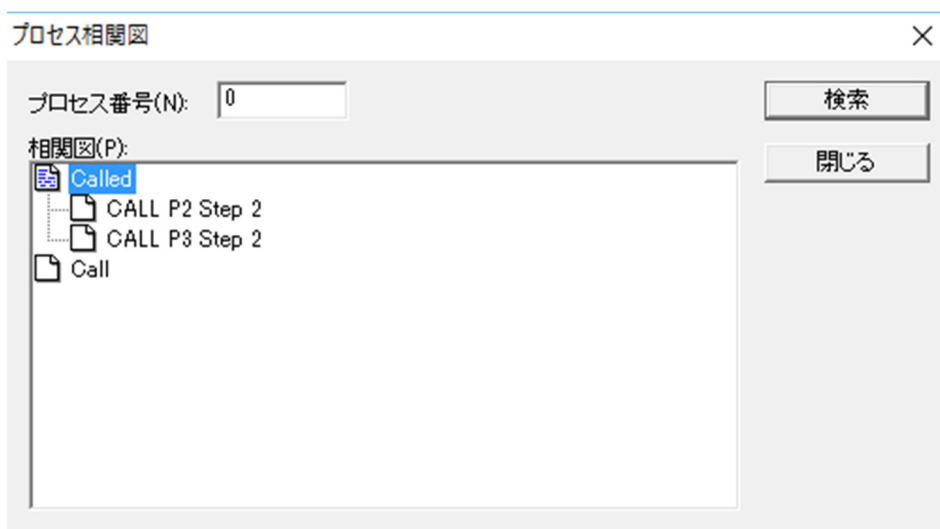 プロセス相関図
プロセス番号(N): 0
検索
相関図(P):
閉じる
Called
CALL P2 Step 2
CALL P3 Step 2
Call